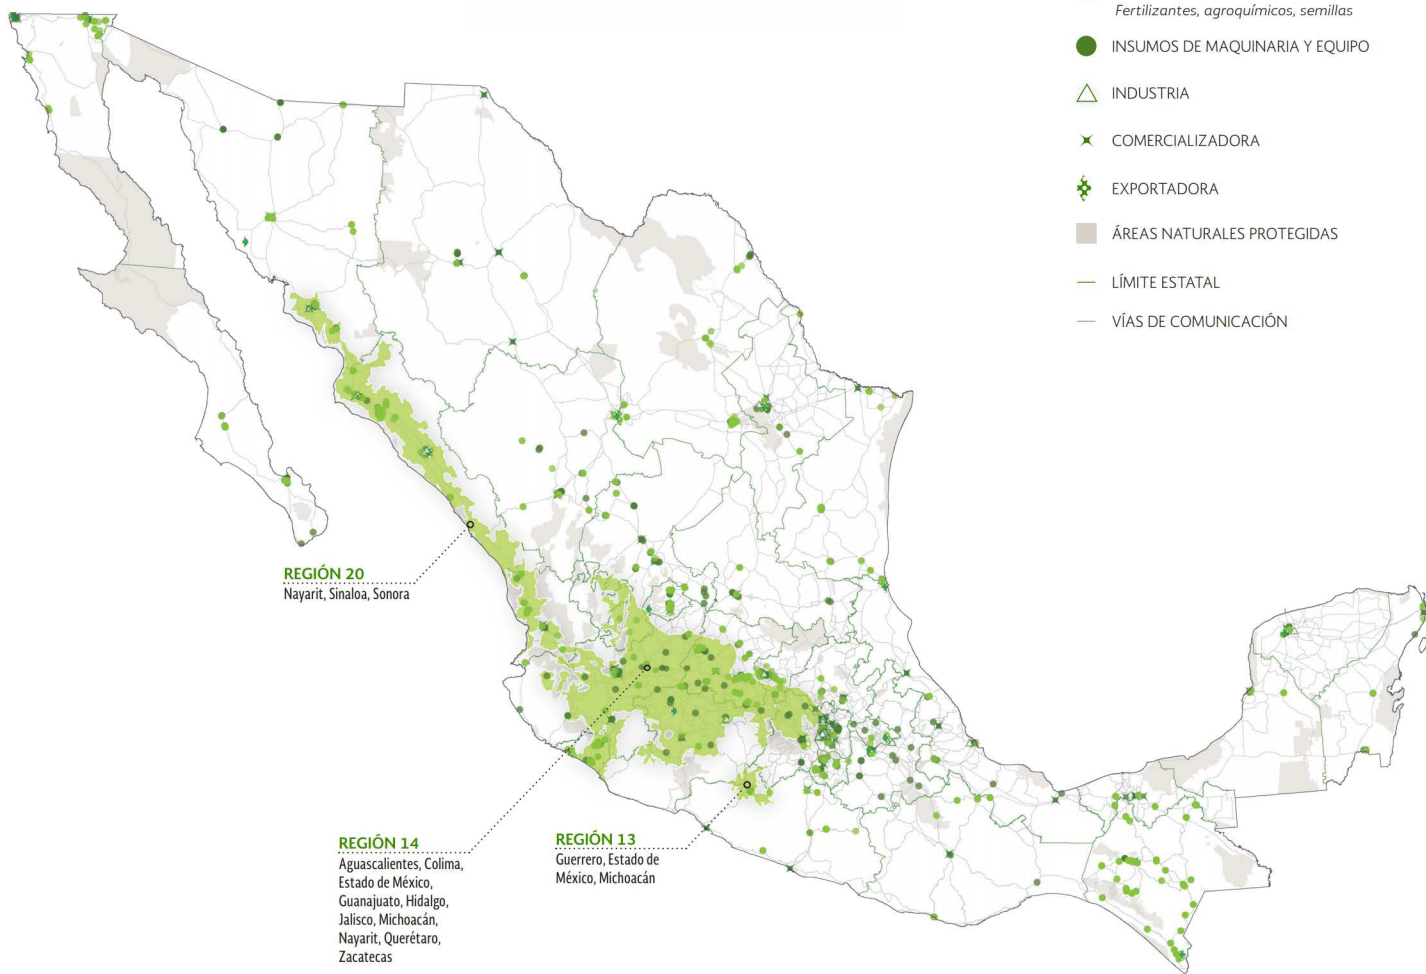 Fertilizantes, agroquímicos, semillas
INSUMOS DE MAQUINARIA Y EQUIPO
INDUSTRIA
COMERCIALIZADORA
EXPORTADORA
ÁREAS NATURALES PROTEGIDAS
LÍMITE ESTATAL
VÍAS DE COMUNICACIÓN
REGIÓN 20
Nayarit, Sinaloa, Sonora
REGIÓN 14
Aguascalientes, Colima,
Estado de México,
Guanajuato, Hidalgo,
Jalisco, Michoacán,
Nayarit, Querétaro,
Zacatecas
REGIÓN 13
Guerrero, Estado de
México, Michoacán